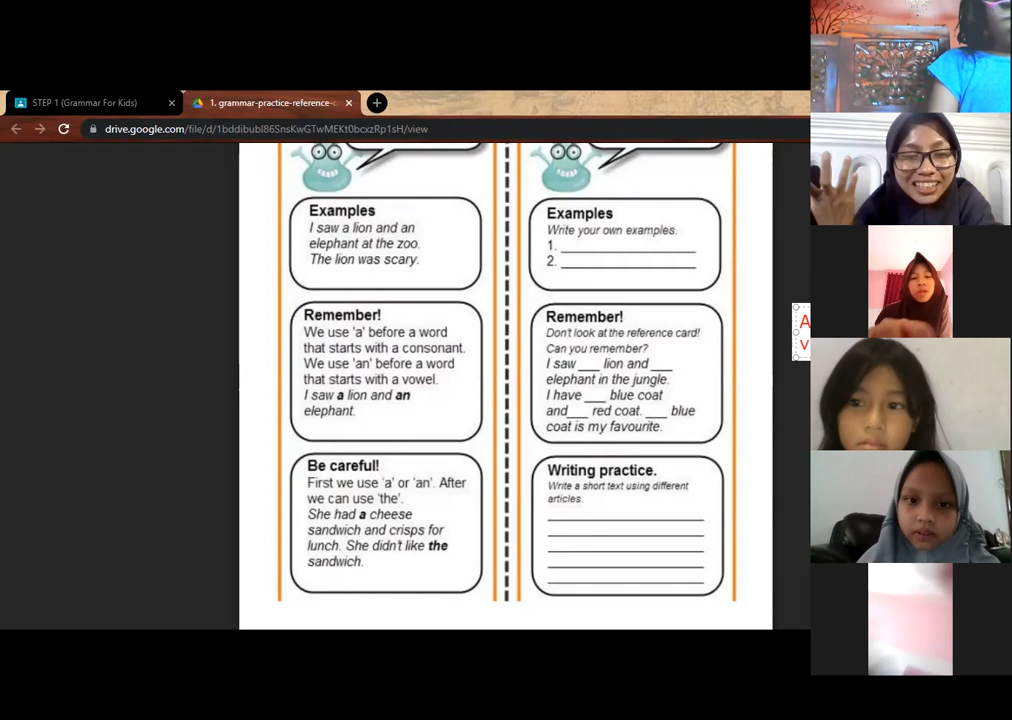 STEP 1 (Grammar For Kids)
1. grammar-practice-reference-c
drive.google.com/file/d/1bddibubl86SnsKwGTwMEKt0bcxzRp1sH/view
Examples
I saw a lion and an
elephant at the zoo.
The lion was scary.
Remember!
We use 'a' before a word
that starts with a consonant.
We use 'an' before a word
that starts with a vowel.
I saw a lion and an
elephant.
Be careful!
First we use 'a' or 'an'. After
we can use 'the'.
She had a cheese
sandwich and crisps for
lunch. She didn't like the
sandwich.
Examples
Write your own examples.
1. ____________________
2. ____________________
Remember!
Don't look at the reference card!
Can you remember?
I saw ___ lion and ___
elephant in the jungle.
I have ___ blue coat
and___ red coat. ___ blue
coat is my favourite.
Writing practice.
Write a short text using different
articles.
A
v